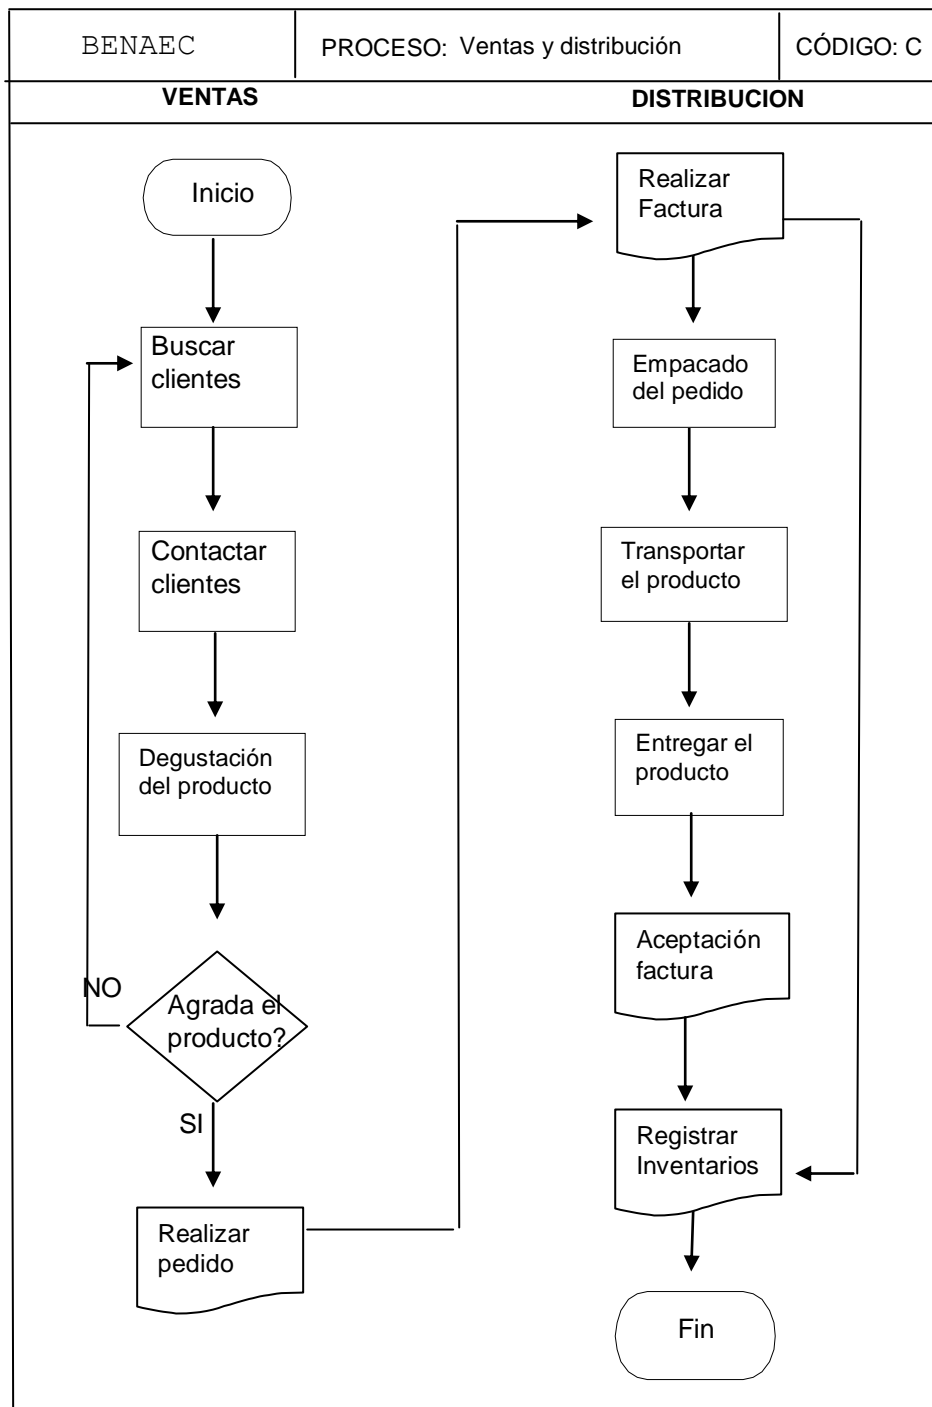 BENAEC
PROCESO: Ventas y distribución
CÓDIGO: C
VENTAS
DISTRIBUCION
Inicio
Buscar
clientes
Contactar
clientes
Degustación
del producto
NO
Agrada el
producto?
SI
Realizar
pedido
Realizar
Factura
Empacado
del pedido
Transportar
el producto
Entregar el
producto
Aceptación
factura
Registrar
Inventarios
Fin